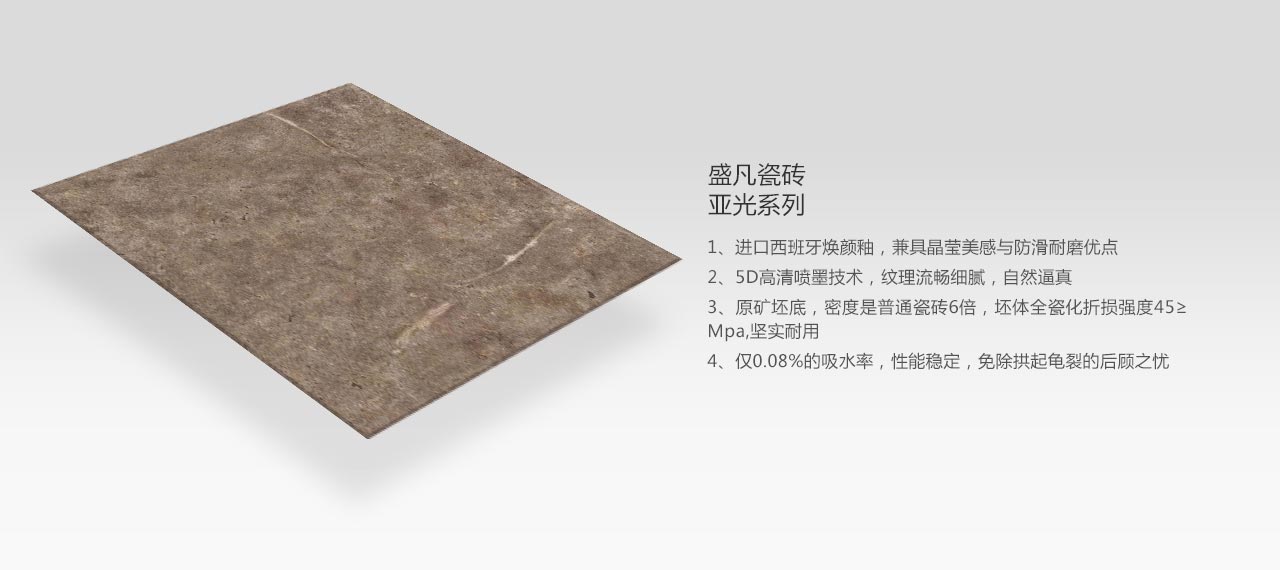 盛凡瓷砖
亚光系列
1、进口西班牙焕颜釉，兼具晶莹美感与防滑耐磨优点
2、5D高清喷墨技术，纹理流畅细腻，自然逼真
3、原矿坯底，密度是普通瓷砖6倍，坯体全瓷化折损强度45≥
Mpa,坚实耐用
4、仅0.08%的吸水率，性能稳定，免除拱起龟裂的后顾之忧